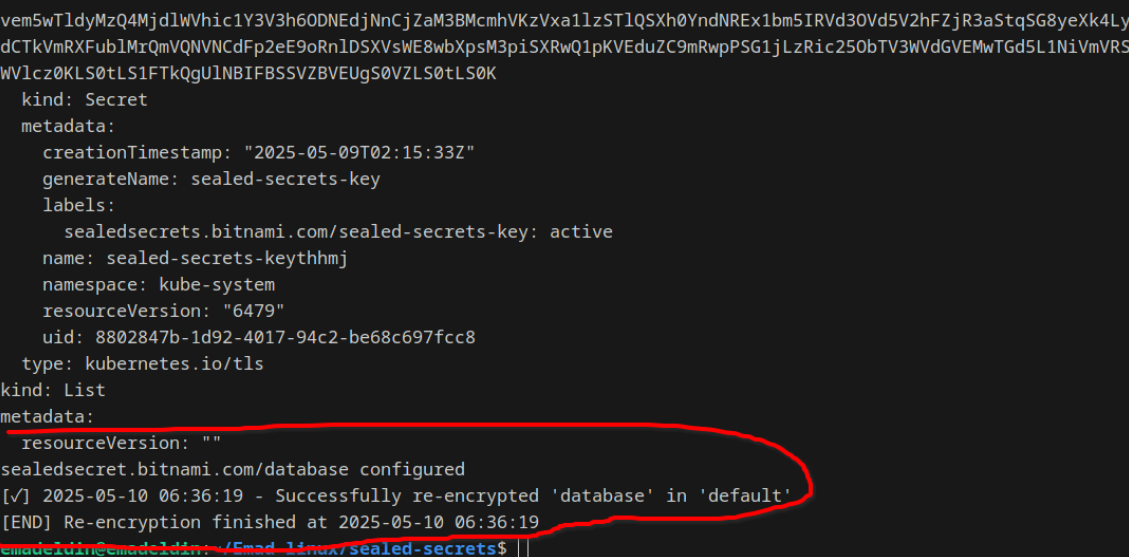 vem5wTldyMzQ4MjdlWVhic1Y3V3h6ODNEdjNnCjZaM3BMcmhVKzVxa1lzSTlQSXh0YndNREx1bm5IRVd3OVd5V2hFZjR3aStqSG8yeXk4Ly
dCTkVmRXFublMrQmVQNVNCdFp2eE9oRnlDSXVsWE8wbXpsM3piSXRwQ1pKVEduZC9mRwpPSG1jLzRic25ObTV3WVdGVEMwTGd5L1NiVmVRS
WVlcz0KLS0tLS1FTkQgUlNBIFBSSVZBVEUgS0VZLS0tLS0K
kind: Secret
metadata:
creationTimestamp: "2025-05-09T02:15:33Z"
generateName: sealed-secrets-key
labels:
sealedsecrets.bitnami.com/sealed-secrets-key: active
name: sealed-secrets-keythhmj
namespace: kube-system
resourceVersion: "6479"
uid: 8802847b-1d92-4017-94c2-be68c697fcc8
type: kubernetes.io/tls
kind: List
metadata:
resourceVersion: ""
sealedsecret.bitnami.com/database configured
[✓] 2025-05-10 06:36:19 - Successfully re-encrypted 'database' in 'default'
[END] Re-encryption finished at 2025-05-10 06:36:19
emadeldin@emadeldin:~/Emad-linux/sealed-secrets$